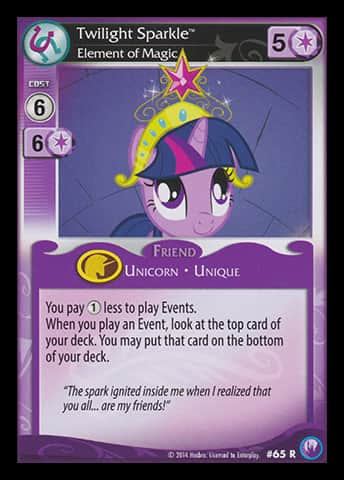 Twilight Sparkle™
Element of Magic
5
COST
6
6
FRIEND
UNICORN • UNIQUE
You pay 1 less to play Events.
When you play an Event, look at the top card of
your deck. You may put that card on the bottom
of your deck.
"The spark ignited inside me when I realized that
you all... are my friends!"
© 2014 Hasbro. Licensed to Enterplay.
#65 R